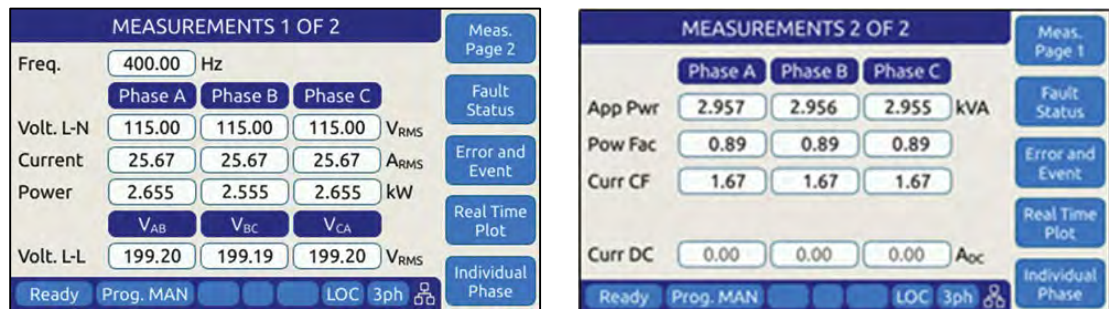 MEASUREMENTS 1 OF 2
Freq. 400.00 Hz
Phase A Phase B Phase C
Volt. L-N 115.00 115.00 115.00 VRMS
Current 25.67 25.67 25.67 ARMS
Power 2.655 2.555 2.655 kW
VAB VBC VCA
Volt. L-L 199.20 199.19 199.20 VRMS
Ready Prog. MAN LOC 3ph
Meas.
Page 2
Fault
Status
Error and
Event
Real Time
Plot
Individual
Phase
MEASUREMENTS 2 OF 2
Phase A Phase B Phase C
App Pwr 2.957 2.956 2.955 kVA
Pow Fac 0.89 0.89 0.89
Curr CF 1.67 1.67 1.67
Curr DC 0.00 0.00 0.00 ADC
Ready Prog. MAN LOC 3ph
Meas.
Page 1
Fault
Status
Error and
Event
Real Time
Plot
Individual
Phase